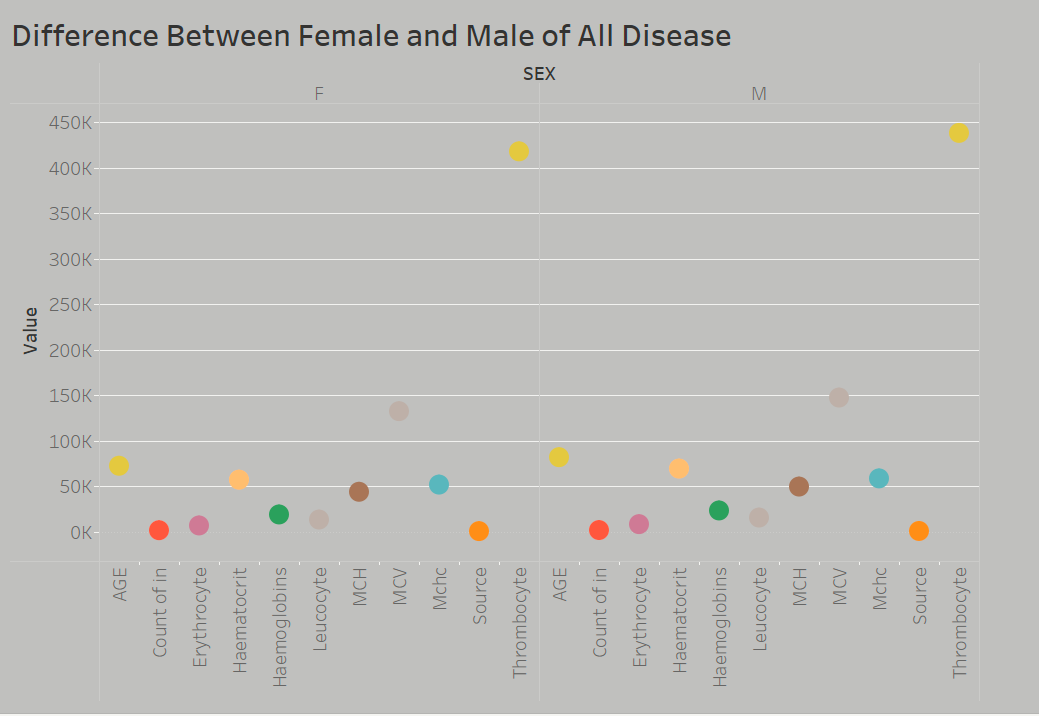 Difference Between Female and Male of All Disease
SEX
F
M
450K
400K
350K
300K
250K
200K
150K
100K
50K
0K
Value
AGE
Count of in
Erythrocyte
Haematocrit
Haemoglobins
Leucocyte
MCH
MCV
Mchc
Source
Thrombocyte
AGE
Count of in
Erythrocyte
Haematocrit
Haemoglobins
Leucocyte
MCH
MCV
Mchc
Source
Thrombocyte